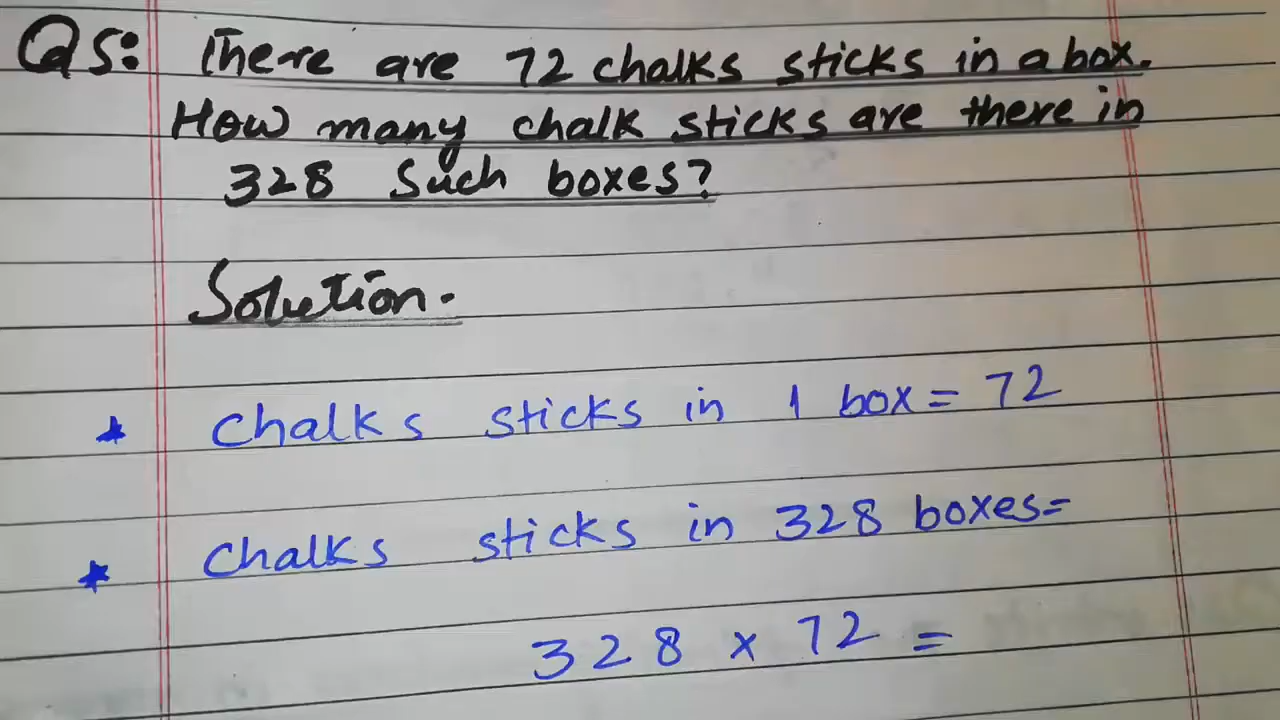 Q5: There are 72 chalks sticks in a box.
How many chalk sticks are there in
328 Such boxes?
Solution.
* Chalks sticks in 1 box = 72
* Chalks sticks in 328 boxes=
328 x 72 =